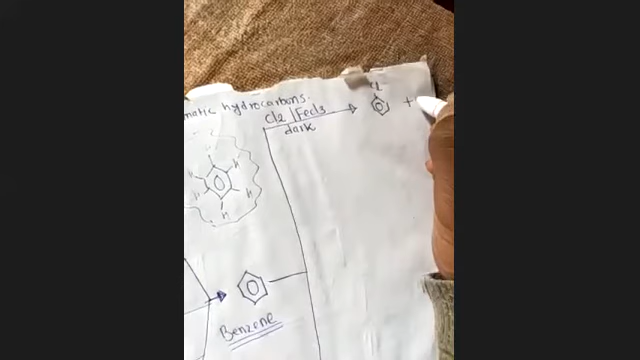 matic hydrocarbons.
Cl2 | FeCl3
dark
Cl
+
H
H
H
H
H
Benzene